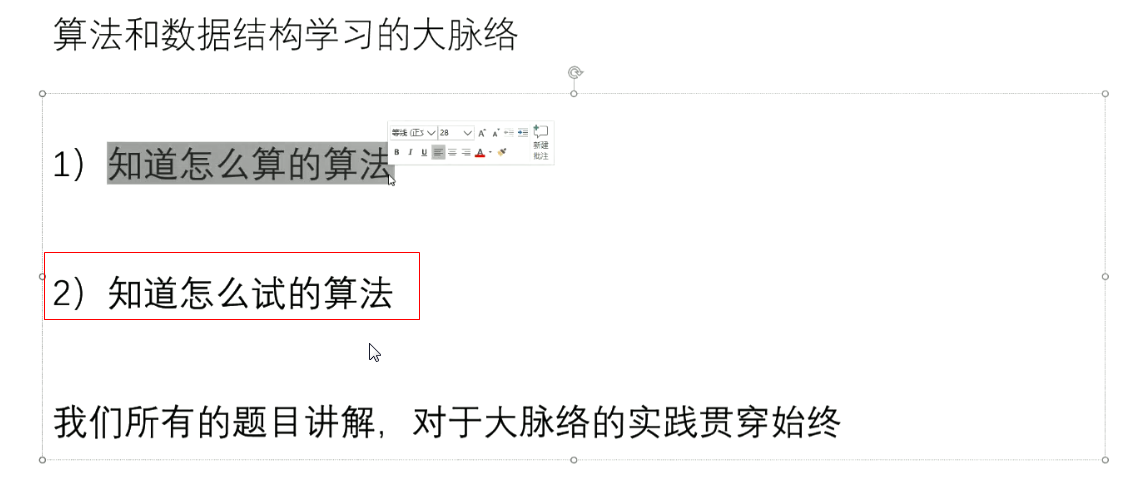 算法和数据结构学习的大脉络
等线 (正文 28 A A
新建
批注
B I U A
1）知道怎么算的算法
2）知道怎么试的算法
我们所有的题目讲解，对于大脉络的实践贯穿始终